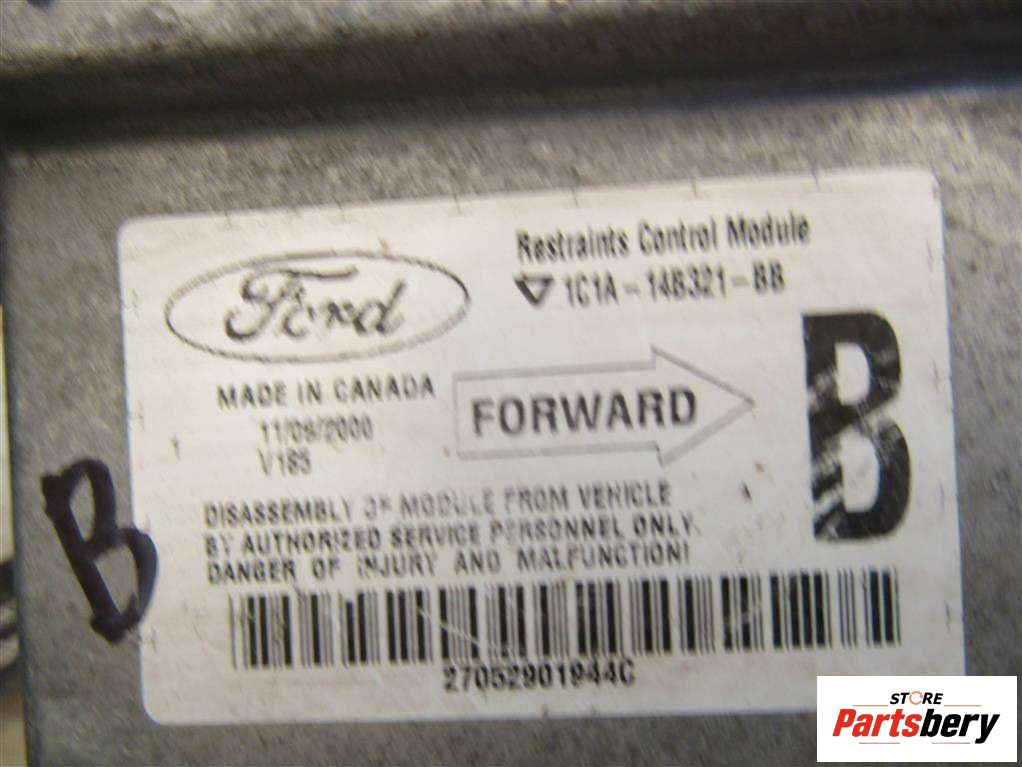 Ford
Restraints Control Module
1C1A-14B321-BB
MADE IN CANADA
FORWARD
B
11/09/2000
1
V185
B
DISASSEMBLY OF MODULE FROM VEHICLE
BY AUTHORIZED SERVICE PERSONNEL ONLY.
DANGER OF INJURY AND MALFUNCTION!
27052901944C
STORE
Partsbery